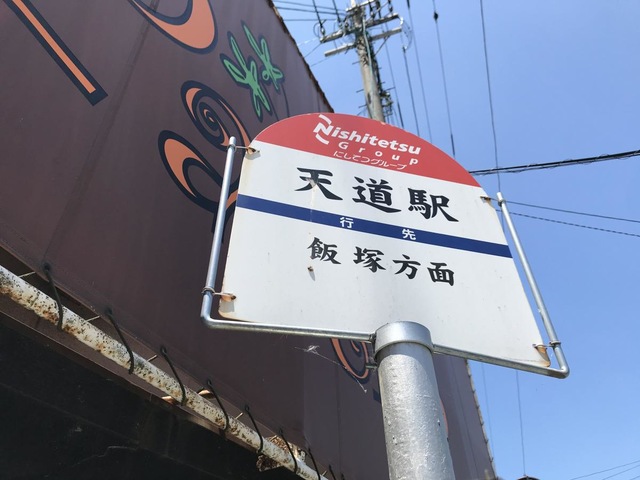 Nishitetsu
Group
にしてつグループ
天道駅
行先
飯塚方面